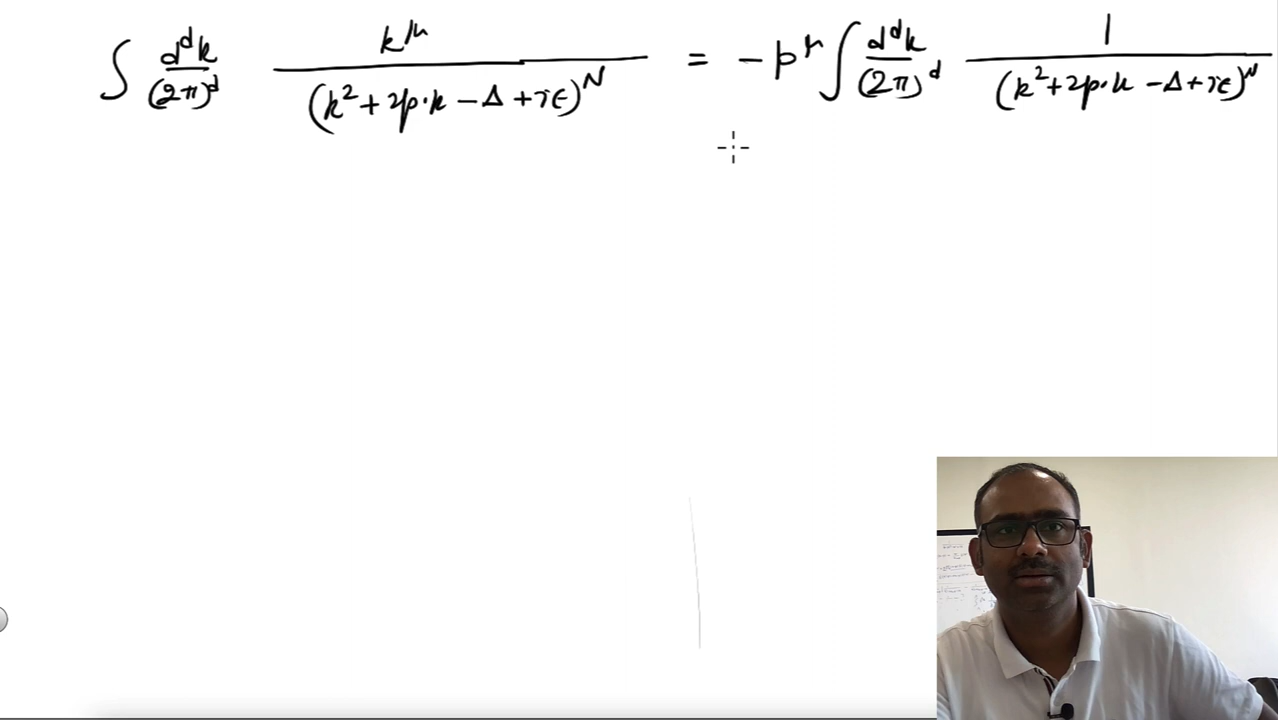 ∫ d^dk/(2π)^d k^μ/(k² + 2p·k − Δ + iϵ)^N = − p^μ ∫ d^dk/(2π)^d 1/(k² + 2p·k − Δ + iϵ)^N